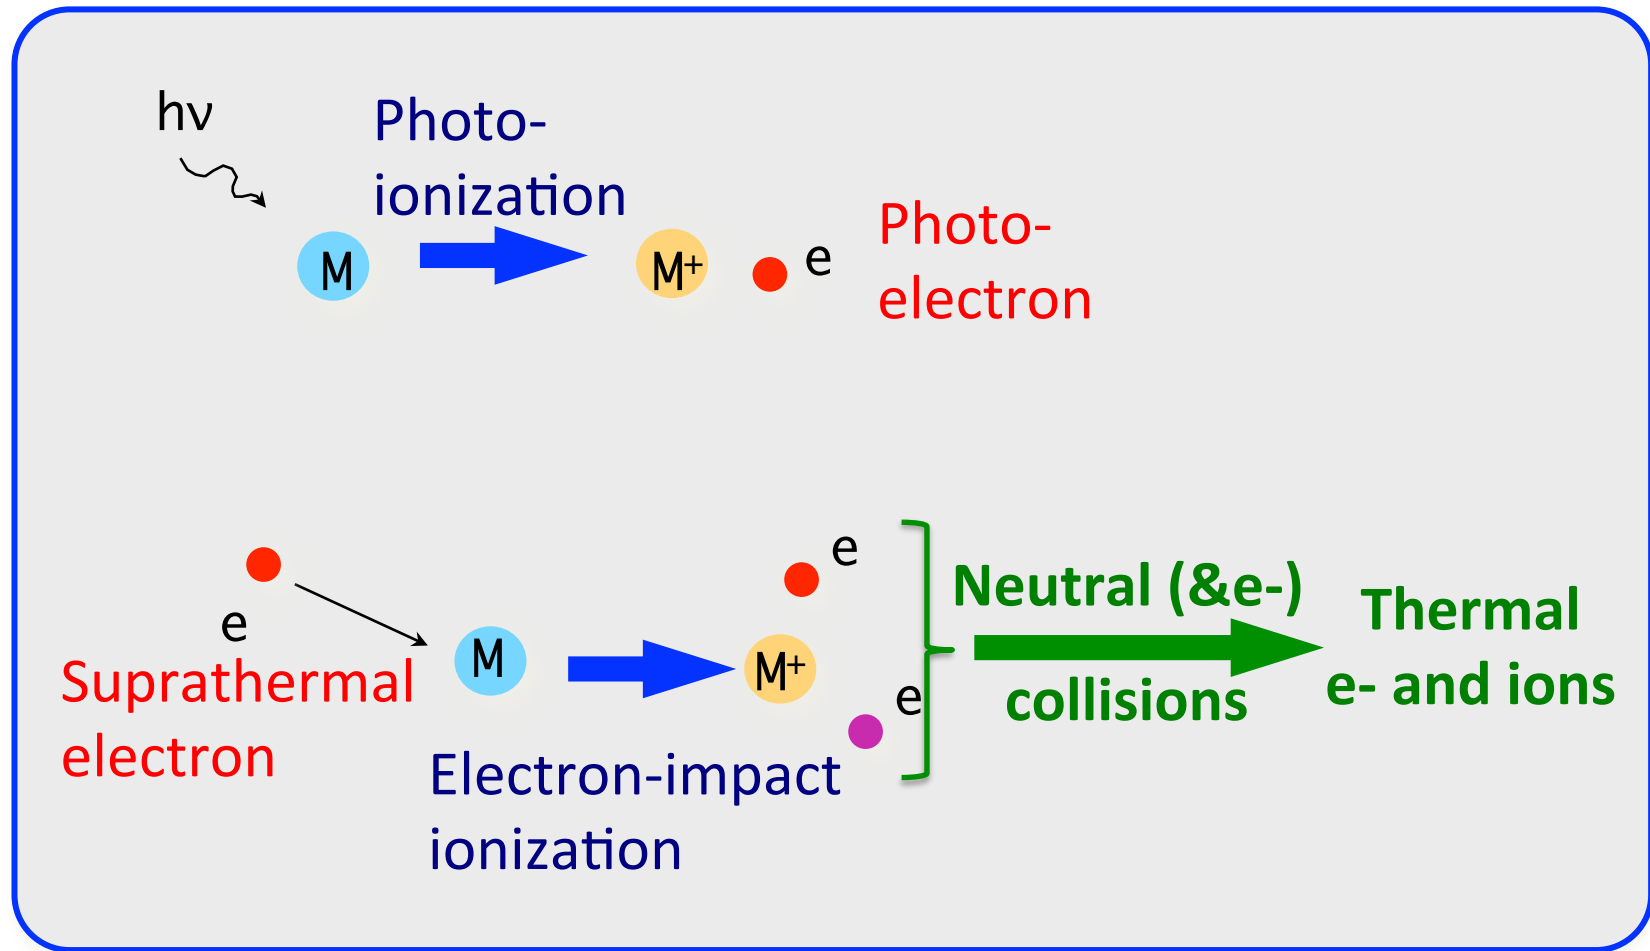 hν
Photo-
ionization
M
M⁺
e
Photo-
electron
e
Suprathermal
electron
M
Electron-impact
ionization
e
M⁺
e
Neutral (&e-)
collisions
Thermal
e- and ions